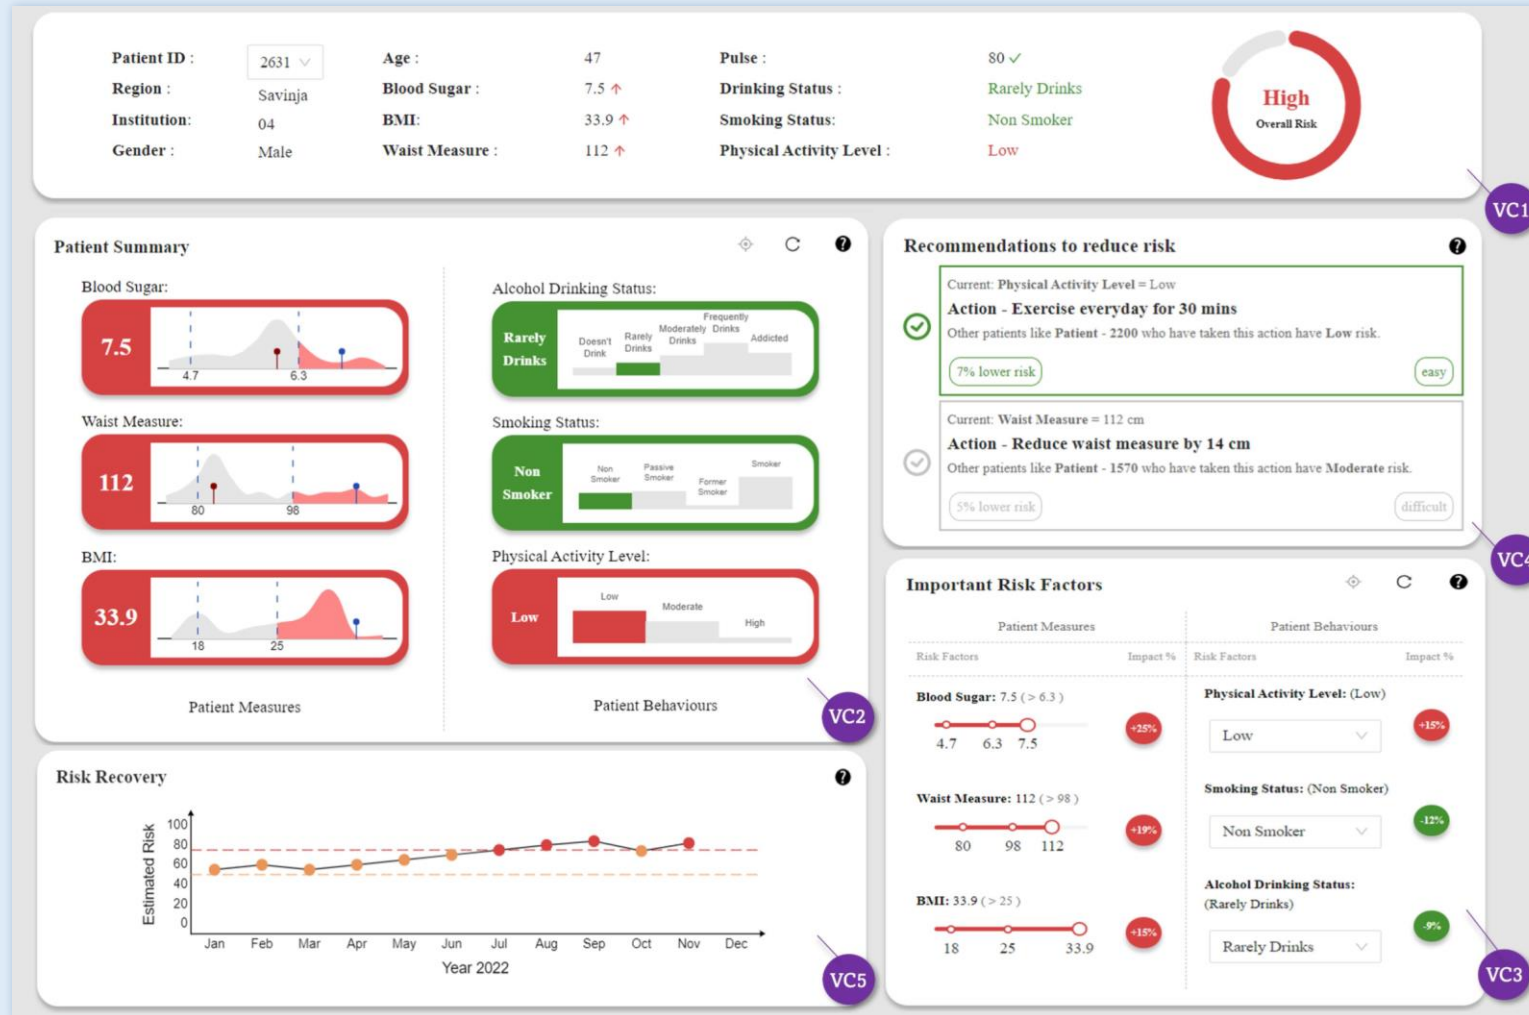 Patient ID :
2631
Age :
47
Pulse :
80
Region :
Savinja
Blood Sugar :
7.5
Drinking Status :
Rarely Drinks
Institution:
04
BMI:
33.9
Smoking Status:
Non Smoker
Gender :
Male
Waist Measure :
112
Physical Activity Level :
Low
High
Overall Risk
VC1
Patient Summary
Blood Sugar:
7.5
4.7 6.3
Waist Measure:
112
80 98
BMI:
33.9
18 25
Patient Measures
Alcohol Drinking Status:
Rarely
Drinks
Doesn't
Drink
Rarely
Drinks
Moderately
Drinks
Frequently
Drinks
Addicted
Smoking Status:
Non
Smoker
Non
Smoker
Passive
Smoker
Former
Smoker
Smoker
Physical Activity Level:
Low
Low
Moderate
High
Patient Behaviours
VC2
Recommendations to reduce risk
Current: Physical Activity Level = Low
Action - Exercise everyday for 30 mins
Other patients like Patient - 2200 who have taken this action have Low risk.
7% lower risk
easy
Current: Waist Measure = 112 cm
Action - Reduce waist measure by 14 cm
Other patients like Patient - 1570 who have taken this action have Moderate risk.
5% lower risk
difficult
VC4
Important Risk Factors
Patient Measures
Risk Factors
Impact %
Blood Sugar: 7.5 ( > 6.3 )
4.7 6.3 7.5
+25%
Waist Measure: 112 ( > 98 )
80 98 112
+19%
BMI: 33.9 ( > 25 )
18 25 33.9
+15%
Patient Behaviours
Risk Factors
Impact %
Physical Activity Level: (Low)
Low
+15%
Smoking Status: (Non Smoker)
Non Smoker
-12%
Alcohol Drinking Status:
(Rarely Drinks)
Rarely Drinks
-9%
VC3
Risk Recovery
Estimated Risk
100
80
60
40
20
0
Jan Feb Mar Apr May Jun Jul Aug Sep Oct Nov Dec
Year 2022
VC5